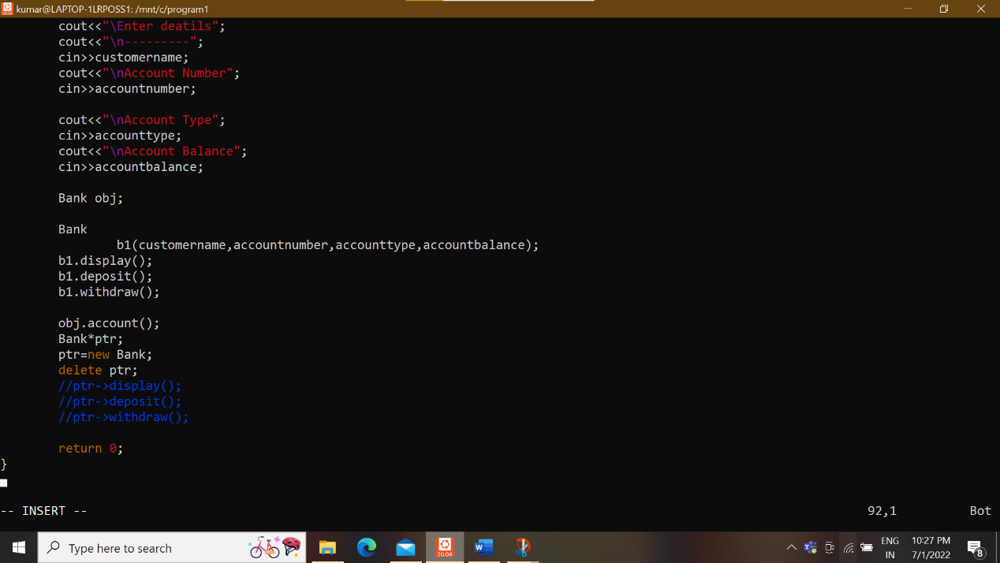 kumar@LAPTOP-1LRPOSS1: /mnt/c/program1
cout<<"\Enter deatils";
cout<<"\n---------";
cin>>customername;
cout<<"\nAccount Number";
cin>>accountnumber;
cout<<"\nAccount Type";
cin>>accounttype;
cout<<"\nAccount Balance";
cin>>accountbalance;
Bank obj;
Bank
b1(customername,accountnumber,accounttype,accountbalance);
b1.display();
b1.deposit();
b1.withdraw();
obj.account();
Bank*ptr;
ptr=new Bank;
delete ptr;
//ptr->display();
//ptr->deposit();
//ptr->withdraw();
return 0;
}
-- INSERT -- 92,1 Bot
Type here to search
20.04
W
ENG
IN
10:27 PM
7/1/2022
8